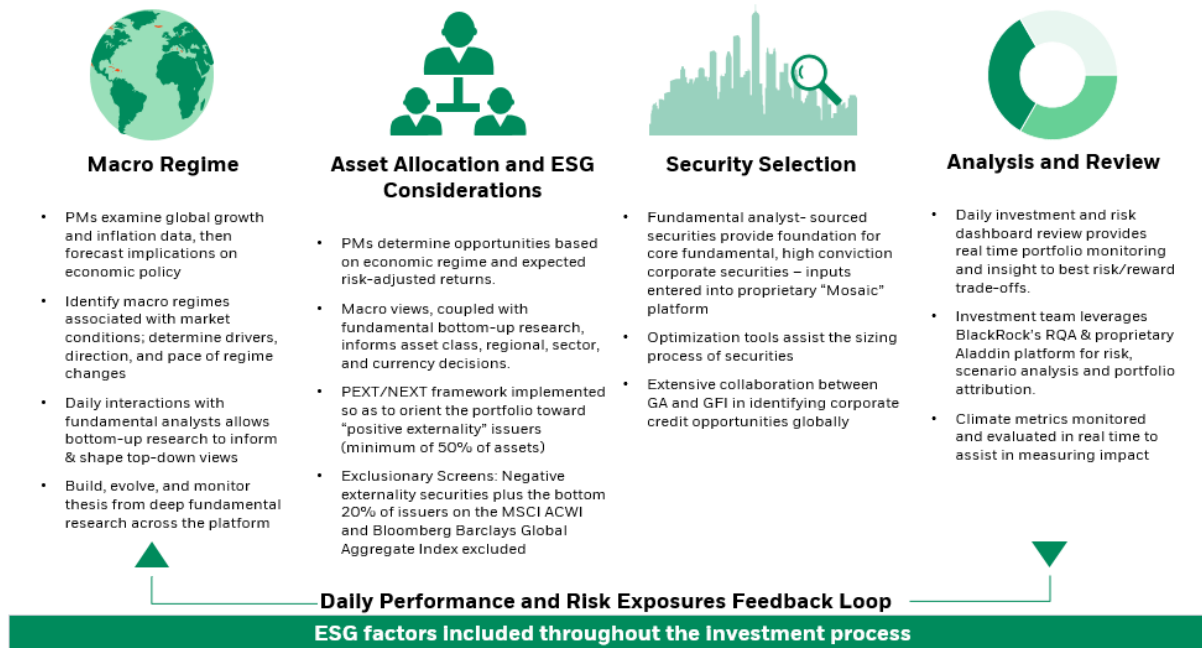 Macro Regime
• PMs examine global growth
and inflation data, then
forecast implications on
economic policy
• Identify macro regimes
associated with market
conditions; determine drivers,
direction, and pace of regime
changes
• Daily interactions with
fundamental analysts allows
bottom-up research to inform
& shape top-down views
• Build, evolve, and monitor
thesis from deep fundamental
research across the platform
Asset Allocation and ESG
Considerations
• PMs determine opportunities based
on economic regime and expected
risk-adjusted returns.
• Macro views, coupled with
fundamental bottom-up research,
informs asset class, regional, sector,
and currency decisions.
• PEXT/NEXT framework implemented
so as to orient the portfolio toward
“positive externality” issuers
(minimum of 50% of assets)
• Exclusionary Screens: Negative
externality securities plus the bottom
20% of issuers on the MSCI ACWI
and Bloomberg Barclays Global
Aggregate Index excluded
Security Selection
• Fundamental analyst- sourced
securities provide foundation for
core fundamental, high conviction
corporate securities – inputs
entered into proprietary “Mosaic”
platform
• Optimization tools assist the sizing
process of securities
• Extensive collaboration between
GA and GFI in identifying corporate
credit opportunities globally
Analysis and Review
• Daily investment and risk
dashboard review provides
real time portfolio monitoring
and insight to best risk/reward
trade-offs.
• Investment team leverages
BlackRock’s RQA & proprietary
Aladdin platform for risk,
scenario analysis and portfolio
attribution.
• Climate metrics monitored
and evaluated in real time to
assist in measuring impact
Daily Performance and Risk Exposures Feedback Loop
ESG factors included throughout the investment process